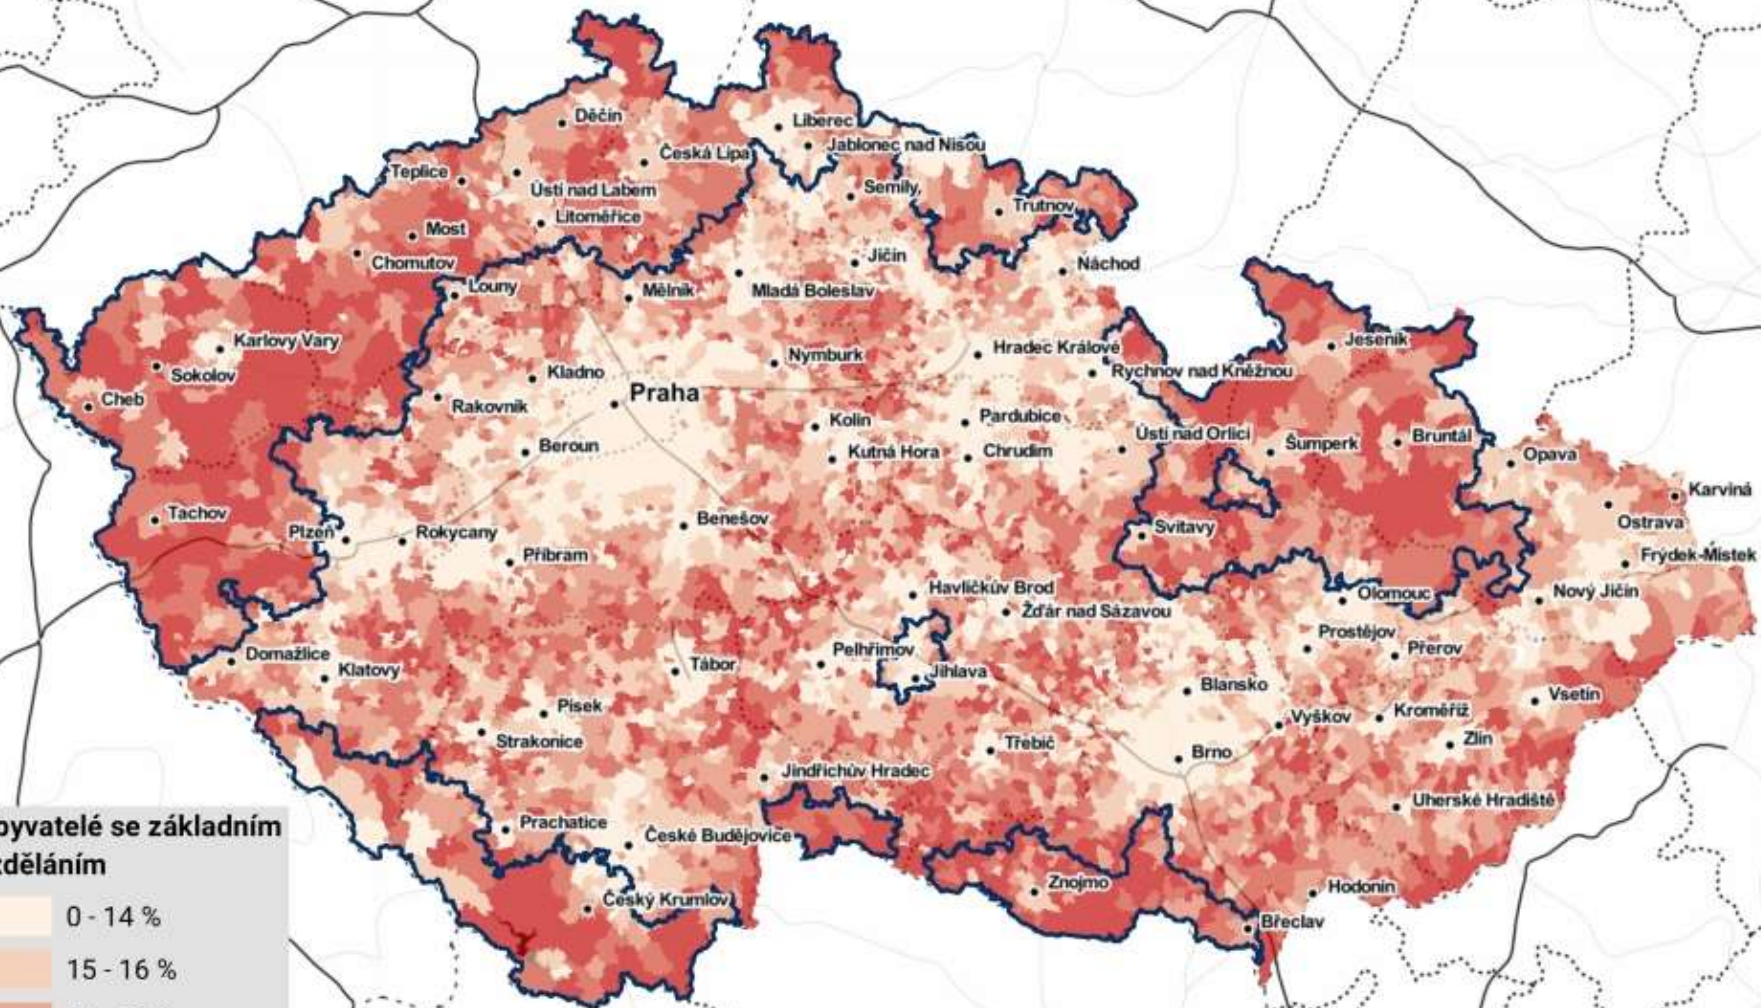 Děčín
Liberec
Jablonec nad Nisou
Česká Lípa
Teplice
Ústí nad Labem
Semily
Trutnov
Litoměřice
Most
Chomutov
Jičín
Náchod
Louny
Mělník
Mladá Boleslav
Karlovy Vary
Jeseník
Hradec Králové
Nymburk
Sokolov
Kladno
Rychnov nad Kněžnou
Praha
Cheb
Rakovník
Kolín
Pardubice
Ústí nad Orlicí
Šumperk
Bruntál
Beroun
Kutná Hora
Chrudim
Opava
Karviná
Tachov
Benešov
Ostrava
Plzeň
Rokycany
Svitavy
Příbram
Frýdek-Místek
Havlíčkův Brod
Olomouc
Nový Jičín
Žďár nad Sázavou
Prostějov
Domažlice
Pelhřimov
Přerov
Klatovy
Tábor
Jihlava
Blansko
Vsetín
Písek
Vyškov
Kroměříž
Strakonice
Třebíč
Zlín
Brno
Jindřichův Hradec
Uherské Hradiště
Prachatice
České Budějovice
Znojmo
Hodonín
Český Krumlov
Břeclav
byvatelé se základním
zděláním
0 - 14 %
15 - 16 %